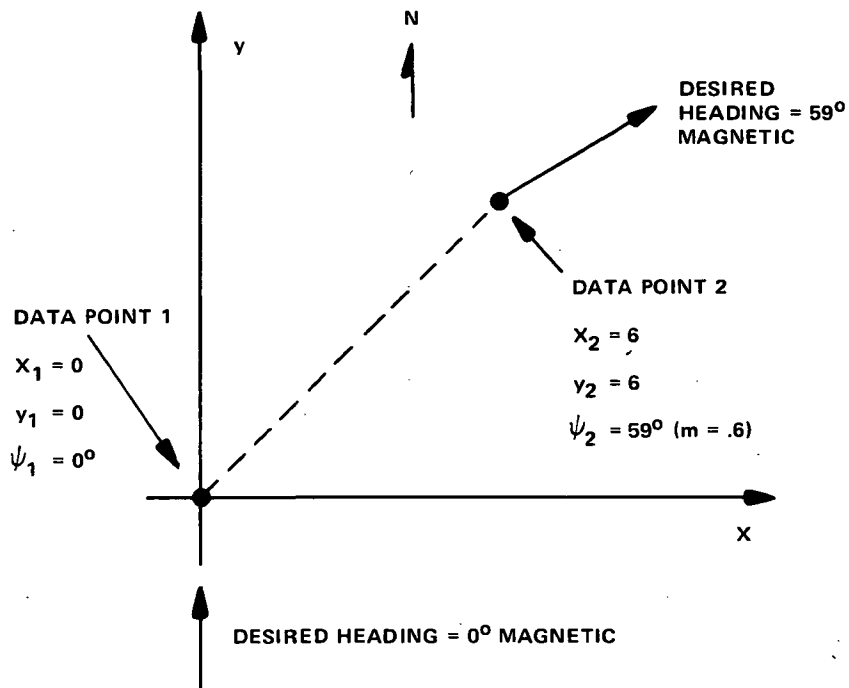 N
y
DESIRED
HEADING = 59°
MAGNETIC
DATA POINT 2
X₂ = 6
y₂ = 6
ψ₂ = 59° (m = .6)
DATA POINT 1
X₁ = 0
y₁ = 0
ψ₁ = 0°
X
DESIRED HEADING = 0° MAGNETIC